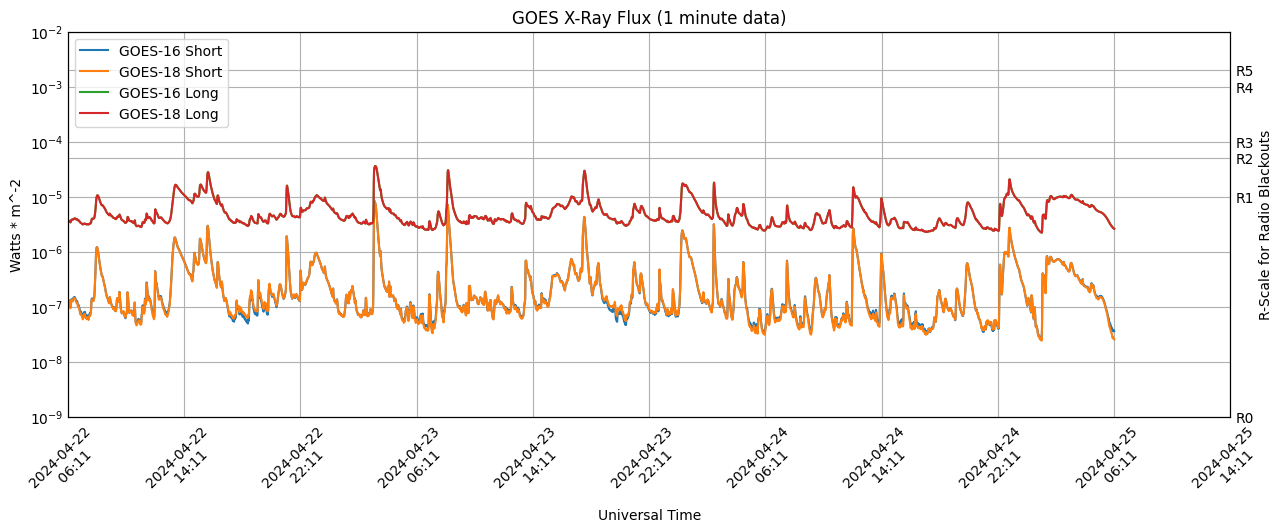 GOES X-Ray Flux (1 minute data)
GOES-16 Short
GOES-18 Short
GOES-16 Long
GOES-18 Long
Watts * m^-2
10⁻²
10⁻³
10⁻⁴
10⁻⁵
10⁻⁶
10⁻⁷
10⁻⁸
10⁻⁹
R5
R4
R3
R2
R1
R0
R-Scale for Radio Blackouts
2024-04-22
06:11
2024-04-22
14:11
2024-04-22
22:11
2024-04-23
06:11
2024-04-23
14:11
2024-04-23
22:11
2024-04-24
06:11
2024-04-24
14:11
2024-04-24
22:11
2024-04-25
06:11
2024-04-25
14:11
Universal Time